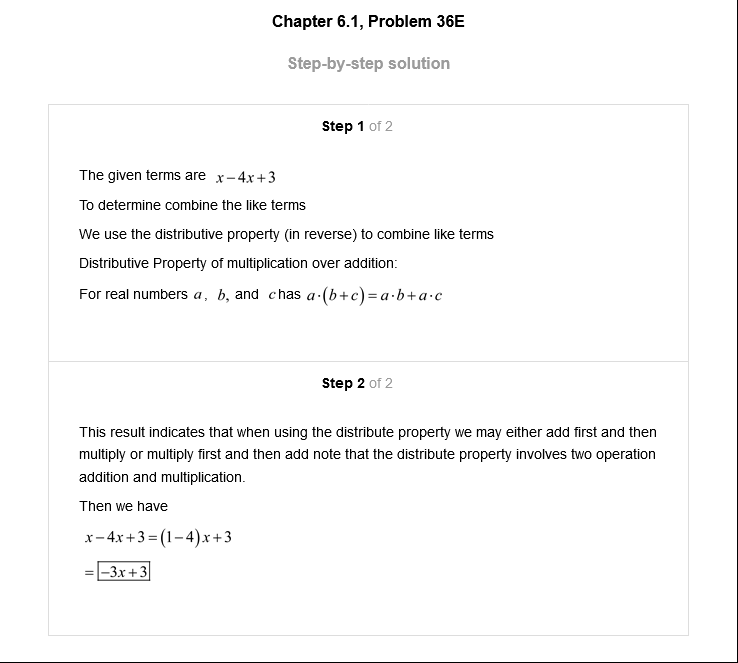 Chapter 6.1, Problem 36E
Step-by-step solution
Step 1 of 2
The given terms are x−4x+3
To determine combine the like terms
We use the distributive property (in reverse) to combine like terms
Distributive Property of multiplication over addition:
For real numbers a, b, and c has a·(b+c)=a·b+a·c
Step 2 of 2
This result indicates that when using the distribute property we may either add first and then
multiply or multiply first and then add note that the distribute property involves two operation
addition and multiplication.
Then we have
x−4x+3=(1−4)x+3
=−3x+3